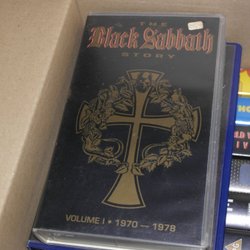 THE
Black Sabbath
STORY
VOLUME I • 1970 — 1978